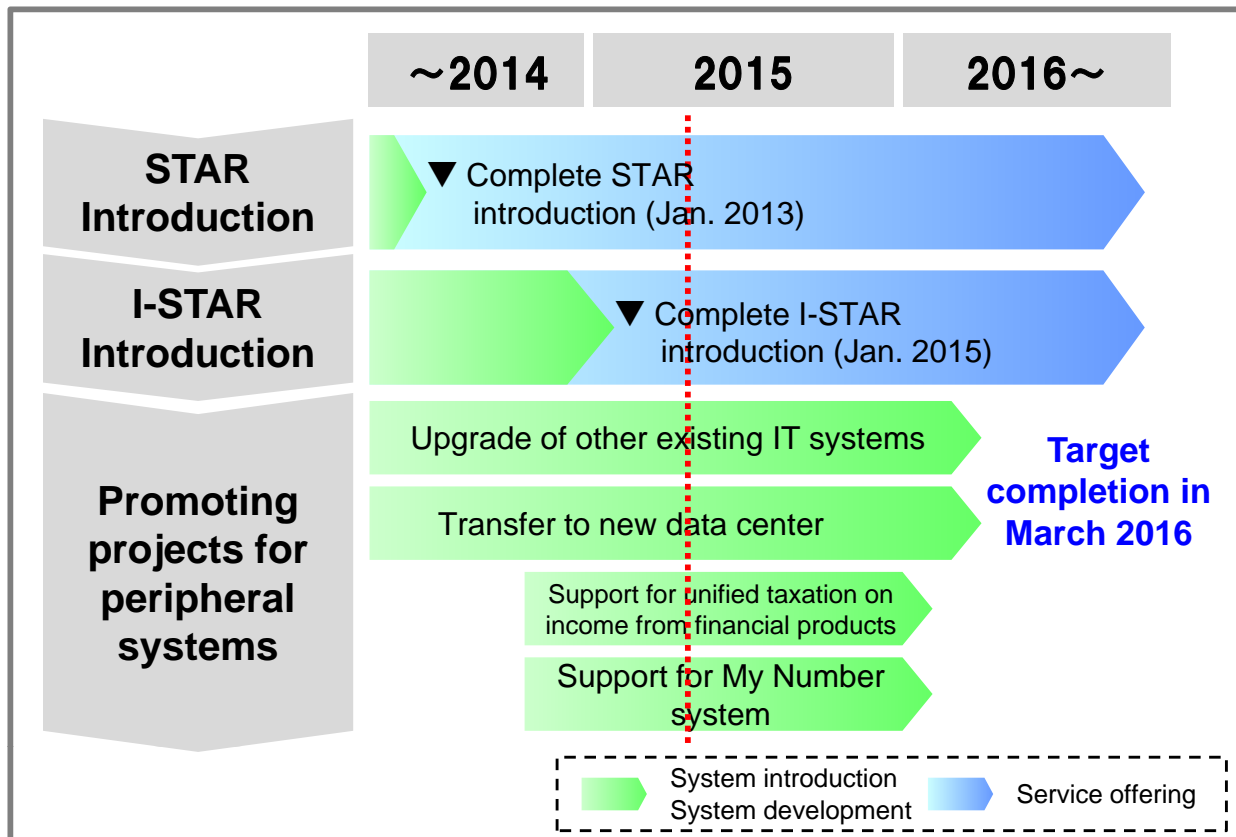 ～2014
2015
2016～
STAR
Introduction
▼ Complete STAR
introduction (Jan. 2013)
I-STAR
Introduction
▼ Complete I-STAR
introduction (Jan. 2015)
Promoting
projects for
peripheral
systems
Upgrade of other existing IT systems
Transfer to new data center
Support for unified taxation on
income from financial products
Support for My Number
system
Target
completion in
March 2016
System introduction
System development
Service offering